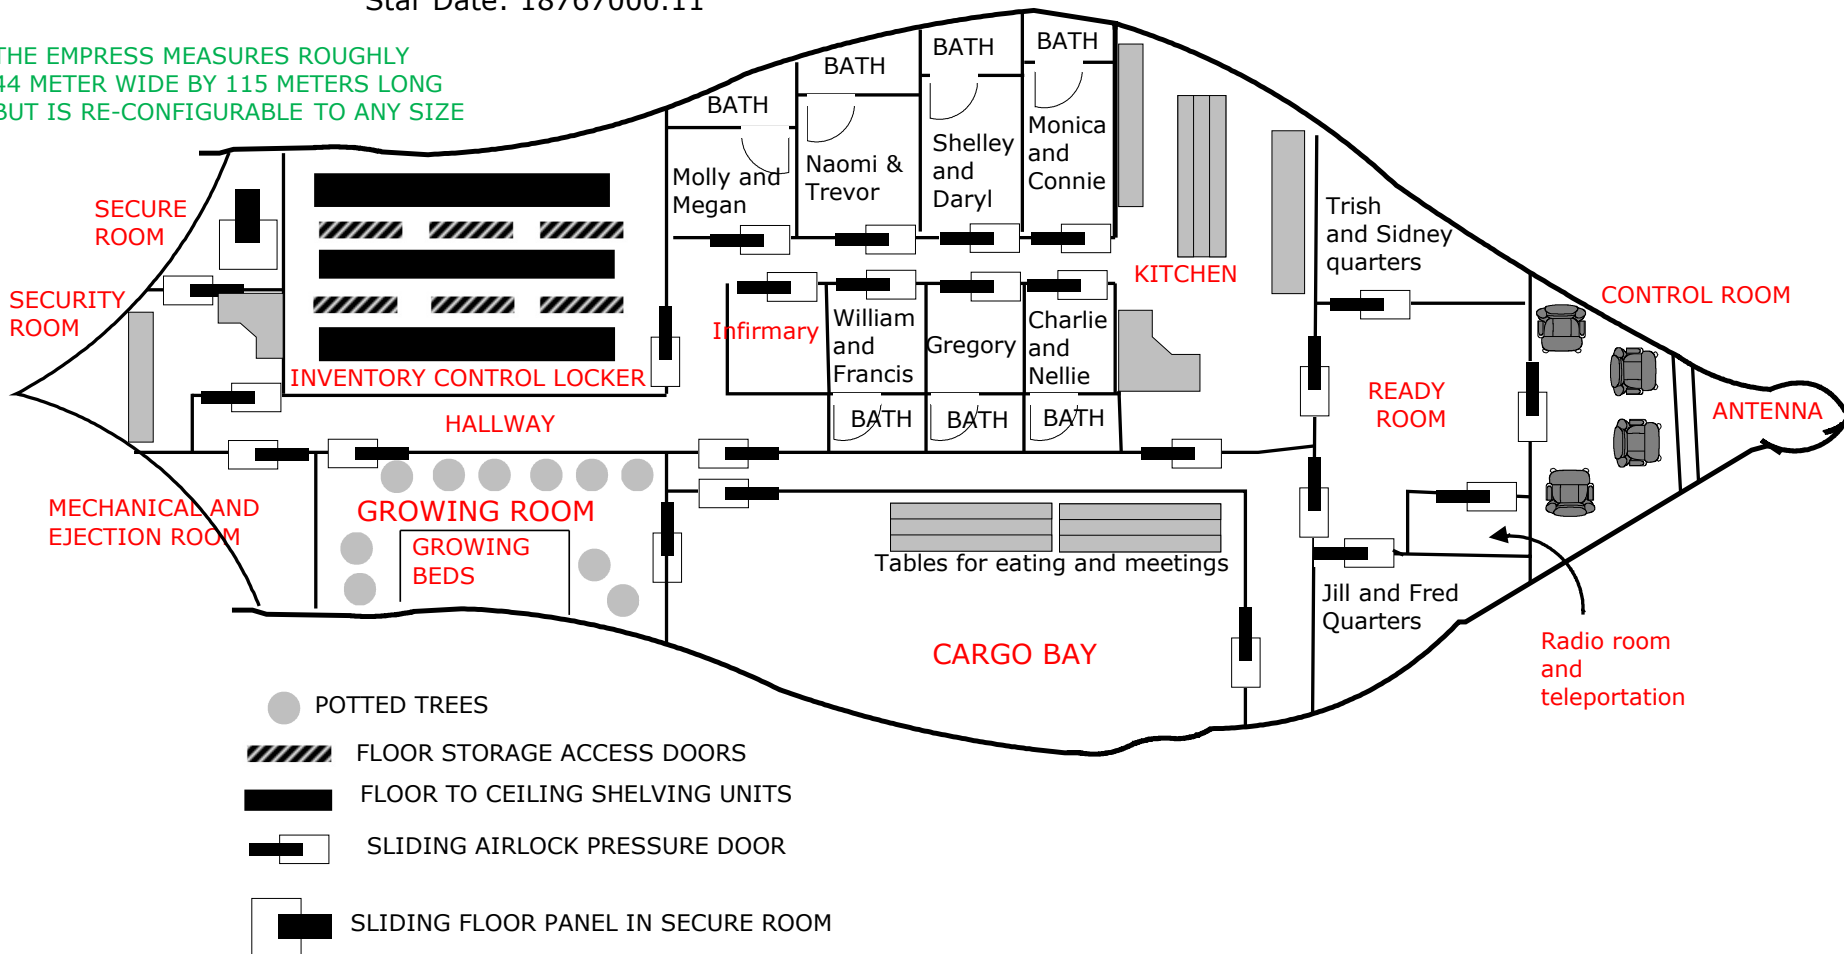 Star Date: 18767000.11
THE EMPRESS MEASURES ROUGHLY
44 METER WIDE BY 115 METERS LONG
BUT IS RE-CONFIGURABLE TO ANY SIZE
BATH
BATH
BATH
BATH
Molly and
Megan
Naomi &
Trevor
Shelley
and
Daryl
Monica
and
Connie
SECURE
ROOM
SECURITY
ROOM
Trish
and Sidney
quarters
KITCHEN
CONTROL ROOM
Infirmary
William
and
Francis
Gregory
Charlie
and
Nellie
INVENTORY CONTROL LOCKER
HALLWAY
BATH
BATH
BATH
READY
ROOM
ANTENNA
MECHANICAL AND
EJECTION ROOM
GROWING ROOM
GROWING
BEDS
Tables for eating and meetings
CARGO BAY
Jill and Fred
Quarters
Radio room
and
teleportation
POTTED TREES
FLOOR STORAGE ACCESS DOORS
FLOOR TO CEILING SHELVING UNITS
SLIDING AIRLOCK PRESSURE DOOR
SLIDING FLOOR PANEL IN SECURE ROOM